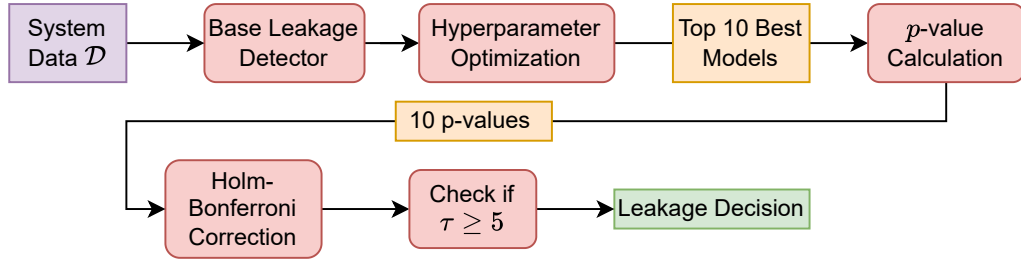 System
Data 𝒟
Base Leakage
Detector
Hyperparameter
Optimization
Top 10 Best
Models
p-value
Calculation
10 p-values
Holm-
Bonferroni
Correction
Check if
τ ≥ 5
Leakage Decision